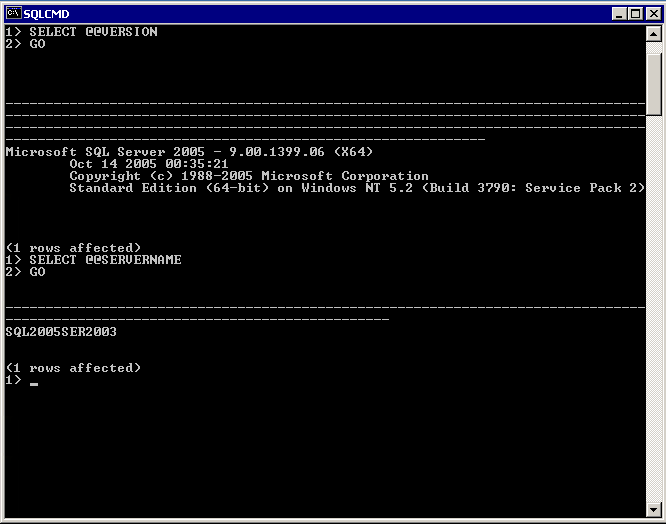 SQLCMD
1> SELECT @@VERSION
2> GO
--------------------------------------------------------------------------------
--------------------------------------------------------------------------------
--------------------------------------------------------------------------------
------------------------------------------------------------
Microsoft SQL Server 2005 - 9.00.1399.06 (X64)
        Oct 14 2005 00:35:21
        Copyright (c) 1988-2005 Microsoft Corporation
        Standard Edition (64-bit) on Windows NT 5.2 (Build 3790: Service Pack 2)
(1 rows affected)
1> SELECT @@SERVERNAME
2> GO
--------------------------------------------------------------------------------
------------------------------------------------
SQL2005SER2003
(1 rows affected)
1> _